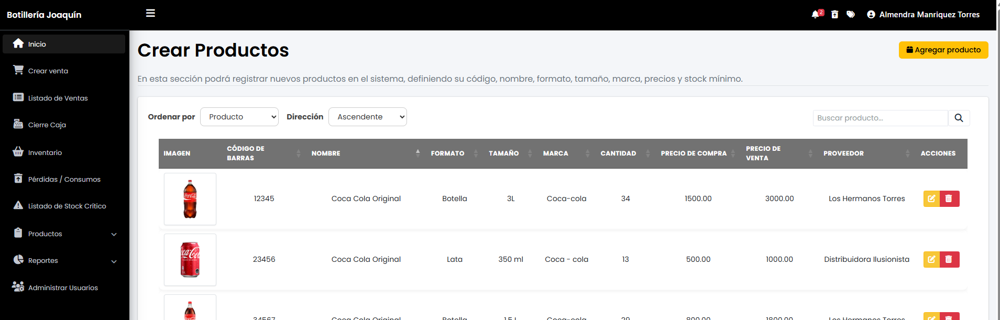 Botillería Joaquín
2
Almendra Manriquez Torres
Inicio
Crear venta
Listado de Ventas
Cierre Caja
Inventario
Pérdidas / Consumos
Listado de Stock Crítico
Productos
Reportes
Administrar Usuarios
Crear Productos
Agregar producto
En esta sección podrá registrar nuevos productos en el sistema, definiendo su código, nombre, formato, tamaño, marca, precios y stock mínimo.
Ordenar por Producto Dirección Ascendente Buscar producto...
IMAGEN CÓDIGO DE BARRAS NOMBRE FORMATO TAMAÑO MARCA CANTIDAD PRECIO DE COMPRA PRECIO DE VENTA PROVEEDOR ACCIONES
12345 Coca Cola Original Botella 3L Coca-cola 34 1500.00 3000.00 Los Hermanos Torres
23456 Coca Cola Original Lata 350 ml Coca - cola 13 500.00 1000.00 Distribuidora Ilusionista
34567 Coca Cola Original Botella 1.5 L Coca-cola 29 800.00 1800.00 Los Hermanos Torres